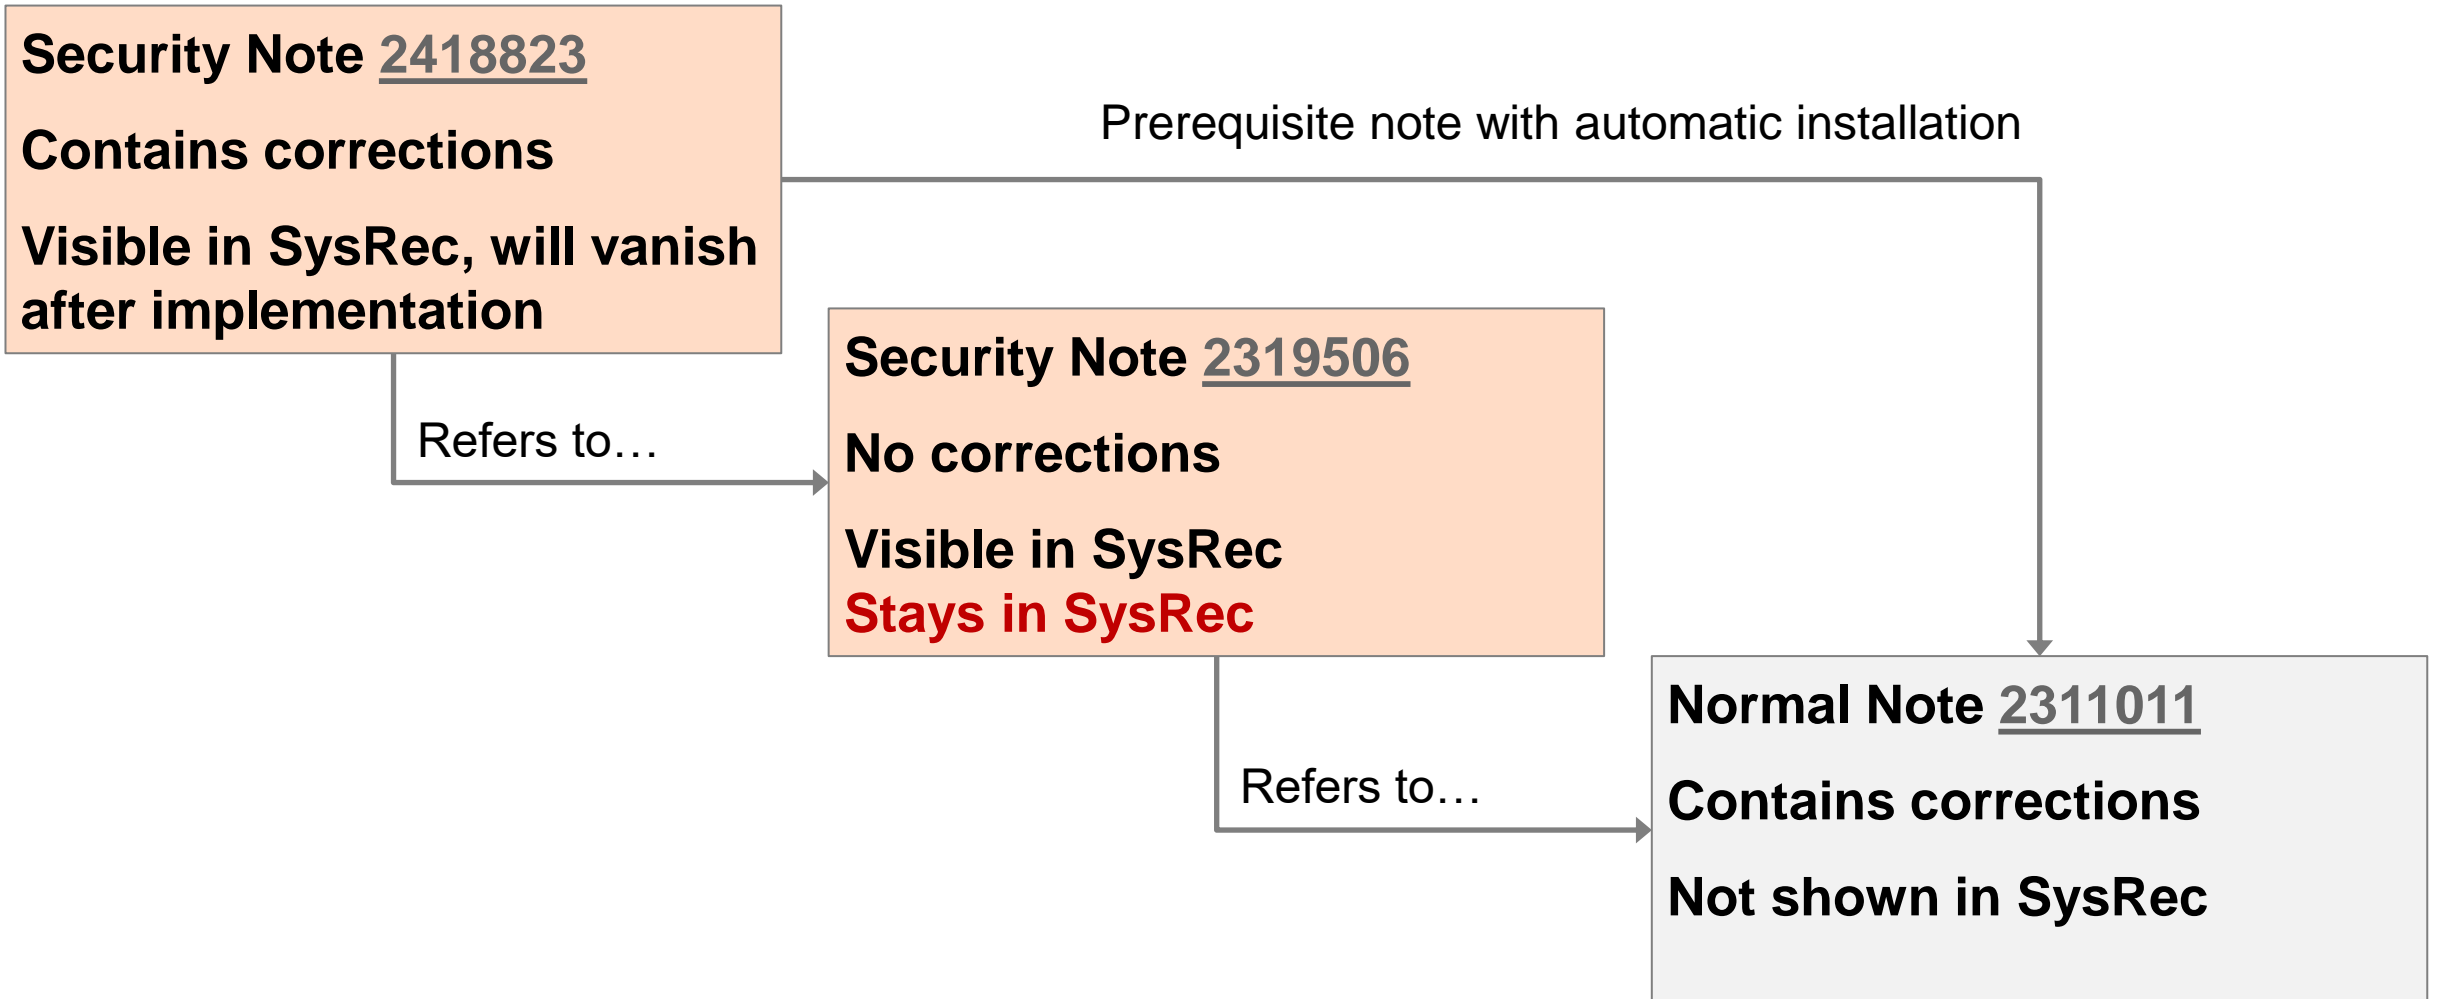 Security Note 2418823
Contains corrections
Visible in SysRec, will vanish
after implementation
Prerequisite note with automatic installation
Refers to…
Security Note 2319506
No corrections
Visible in SysRec
Stays in SysRec
Refers to…
Normal Note 2311011
Contains corrections
Not shown in SysRec